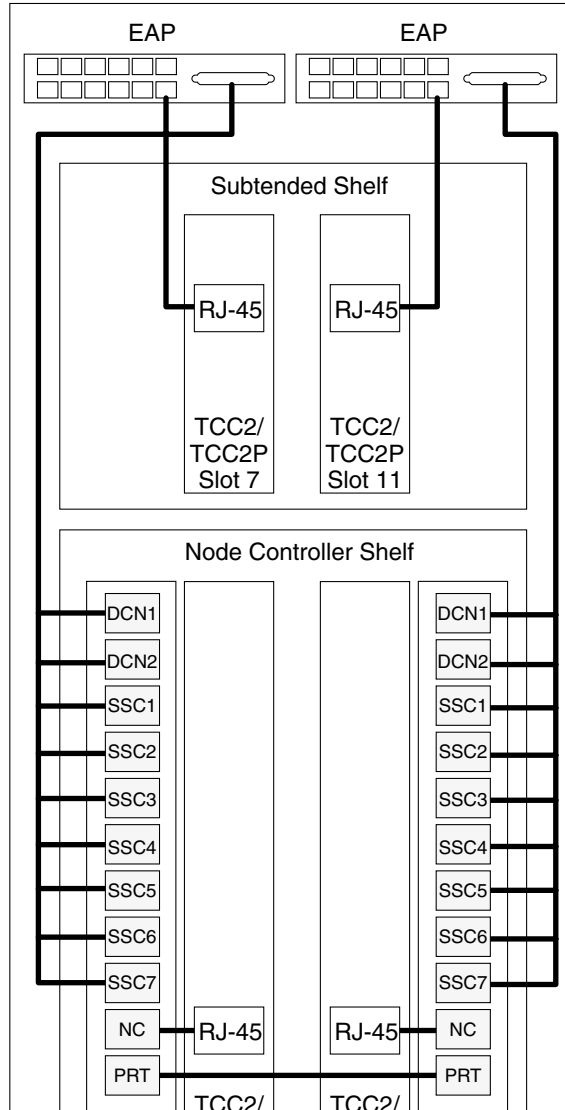 EAP
EAP
Subtended Shelf
RJ-45
RJ-45
TCC2/
TCC2P
Slot 7
TCC2/
TCC2P
Slot 11
Node Controller Shelf
DCN1
DCN1
DCN2
DCN2
SSC1
SSC1
SSC2
SSC2
SSC3
SSC3
SSC4
SSC4
SSC5
SSC5
SSC6
SSC6
SSC7
SSC7
NC
RJ-45
RJ-45
NC
PRT
PRT
TCC2/
TCC2/